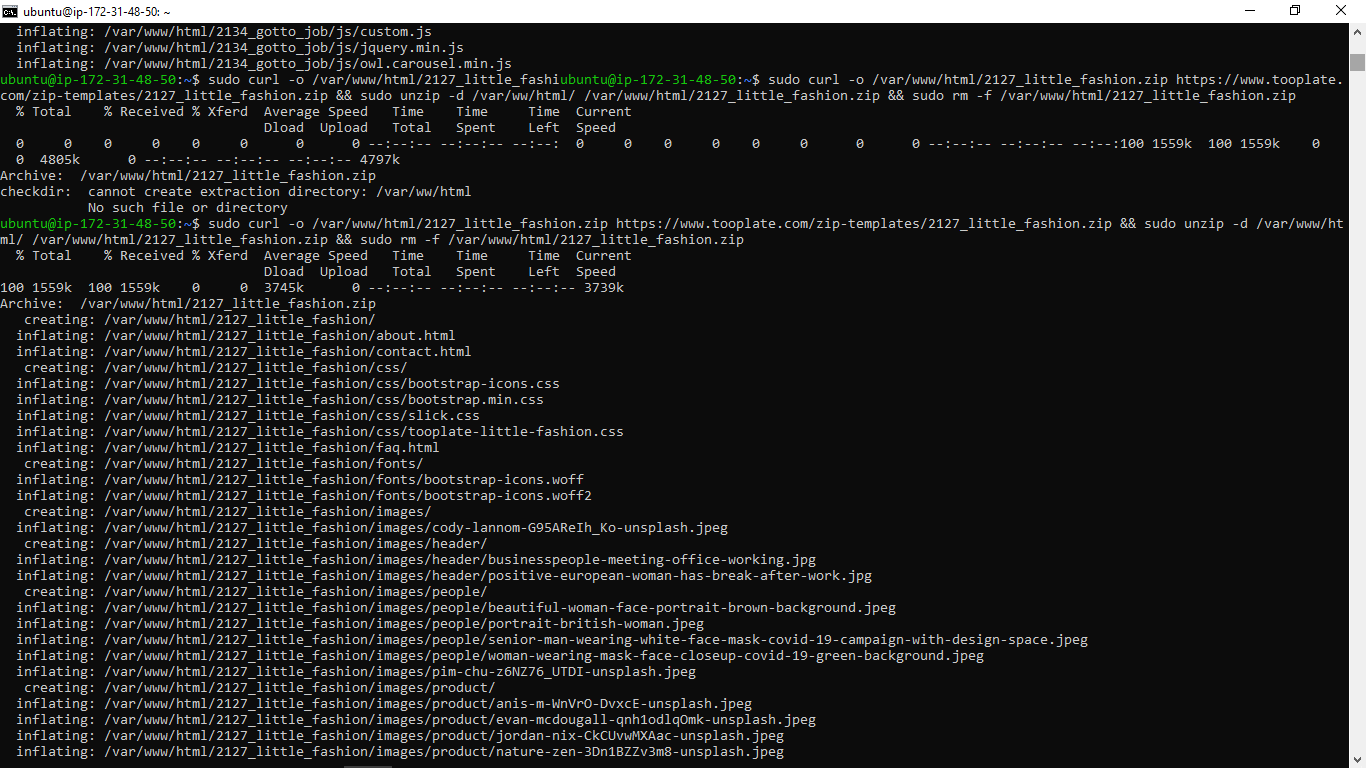 ubuntu@ip-172-31-48-50: ~
inflating: /var/www/html/2134_gotto_job/js/custom.js
inflating: /var/www/html/2134_gotto_job/js/jquery.min.js
inflating: /var/www/html/2134_gotto_job/js/owl.carousel.min.js
ubuntu@ip-172-31-48-50:~$ sudo curl -o /var/www/html/2127_little_fashiubuntu@ip-172-31-48-50:~$ sudo curl -o /var/www/html/2127_little_fashion.zip https://www.tooplate.
com/zip-templates/2127_little_fashion.zip && sudo unzip -d /var/ww/html/ /var/www/html/2127_little_fashion.zip && sudo rm -f /var/www/html/2127_little_fashion.zip
% Total    % Received % Xferd  Average Speed   Time    Time     Time  Current
Dload  Upload   Total   Spent    Left  Speed
0     0    0     0    0     0      0      0 --:--:-- --:--:-- --:--:  0     0    0     0    0     0      0      0 --:--:-- --:--:-- --:--:100 1559k  100 1559k    0
0  4805k      0 --:--:-- --:--:-- --:--:-- 4797k
Archive:  /var/www/html/2127_little_fashion.zip
checkdir:  cannot create extraction directory: /var/ww/html
No such file or directory
ubuntu@ip-172-31-48-50:~$ sudo curl -o /var/www/html/2127_little_fashion.zip https://www.tooplate.com/zip-templates/2127_little_fashion.zip && sudo unzip -d /var/www/ht
ml/ /var/www/html/2127_little_fashion.zip && sudo rm -f /var/www/html/2127_little_fashion.zip
% Total    % Received % Xferd  Average Speed   Time    Time     Time  Current
Dload  Upload   Total   Spent    Left  Speed
100 1559k  100 1559k    0     0  3745k      0 --:--:-- --:--:-- --:--:-- 3739k
Archive:  /var/www/html/2127_little_fashion.zip
creating: /var/www/html/2127_little_fashion/
inflating: /var/www/html/2127_little_fashion/about.html
inflating: /var/www/html/2127_little_fashion/contact.html
creating: /var/www/html/2127_little_fashion/css/
inflating: /var/www/html/2127_little_fashion/css/bootstrap-icons.css
inflating: /var/www/html/2127_little_fashion/css/bootstrap.min.css
inflating: /var/www/html/2127_little_fashion/css/slick.css
inflating: /var/www/html/2127_little_fashion/css/tooplate-little-fashion.css
inflating: /var/www/html/2127_little_fashion/faq.html
creating: /var/www/html/2127_little_fashion/fonts/
inflating: /var/www/html/2127_little_fashion/fonts/bootstrap-icons.woff
inflating: /var/www/html/2127_little_fashion/fonts/bootstrap-icons.woff2
creating: /var/www/html/2127_little_fashion/images/
inflating: /var/www/html/2127_little_fashion/images/cody-lannom-G95AReIh_Ko-unsplash.jpeg
creating: /var/www/html/2127_little_fashion/images/header/
inflating: /var/www/html/2127_little_fashion/images/header/businesspeople-meeting-office-working.jpg
inflating: /var/www/html/2127_little_fashion/images/header/positive-european-woman-has-break-after-work.jpg
creating: /var/www/html/2127_little_fashion/images/people/
inflating: /var/www/html/2127_little_fashion/images/people/beautiful-woman-face-portrait-brown-background.jpeg
inflating: /var/www/html/2127_little_fashion/images/people/portrait-british-woman.jpeg
inflating: /var/www/html/2127_little_fashion/images/people/senior-man-wearing-white-face-mask-covid-19-campaign-with-design-space.jpeg
inflating: /var/www/html/2127_little_fashion/images/people/woman-wearing-mask-face-closeup-covid-19-green-background.jpeg
inflating: /var/www/html/2127_little_fashion/images/pim-chu-z6NZ76_UTDI-unsplash.jpeg
creating: /var/www/html/2127_little_fashion/images/product/
inflating: /var/www/html/2127_little_fashion/images/product/anis-m-WnVrO-DvxcE-unsplash.jpeg
inflating: /var/www/html/2127_little_fashion/images/product/evan-mcdougall-qnh1odlqOmk-unsplash.jpeg
inflating: /var/www/html/2127_little_fashion/images/product/jordan-nix-CkCUvwMXAac-unsplash.jpeg
inflating: /var/www/html/2127_little_fashion/images/product/nature-zen-3Dn1BZZv3m8-unsplash.jpeg